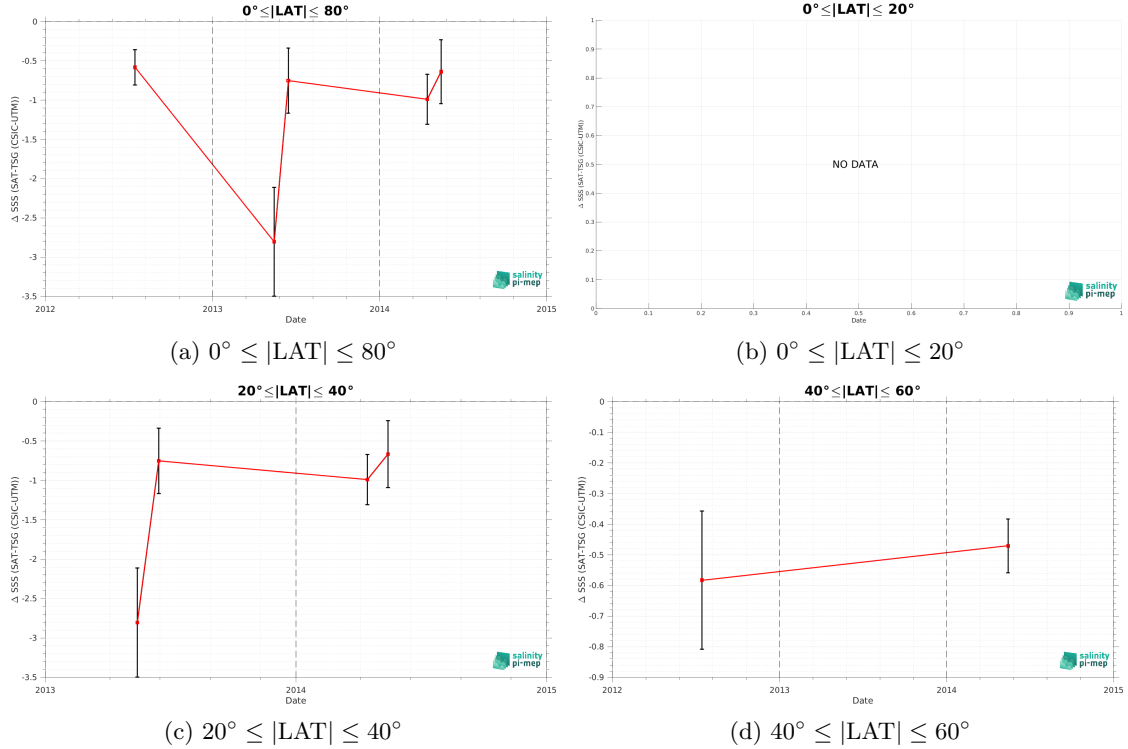 0°≤|LAT|≤ 80°
0
-0.5
-1
-1.5
-2
-2.5
-3
-3.5
Δ SSS (SAT-TSG (CSIC-UTM))
2012
2013
2014
2015
Date
salinity
pi-mep
(a) 0° ≤ |LAT| ≤ 80°
0°≤|LAT|≤ 20°
1
0.9
0.8
0.7
0.6
0.5
0.4
0.3
0.2
0.1
0
Δ SSS (SAT-TSG (CSIC-UTM))
NO DATA
0
0.1
0.2
0.3
0.4
0.5
0.6
0.7
0.8
0.9
1
Date
salinity
pi-mep
(b) 0° ≤ |LAT| ≤ 20°
20°≤|LAT|≤ 40°
0
-0.5
-1
-1.5
-2
-2.5
-3
-3.5
Δ SSS (SAT-TSG (CSIC-UTM))
2013
2014
2015
Date
salinity
pi-mep
(c) 20° ≤ |LAT| ≤ 40°
40°≤|LAT|≤ 60°
0
-0.1
-0.2
-0.3
-0.4
-0.5
-0.6
-0.7
-0.8
-0.9
Δ SSS (SAT-TSG (CSIC-UTM))
2012
2013
2014
2015
Date
salinity
pi-mep
(d) 40° ≤ |LAT| ≤ 60°